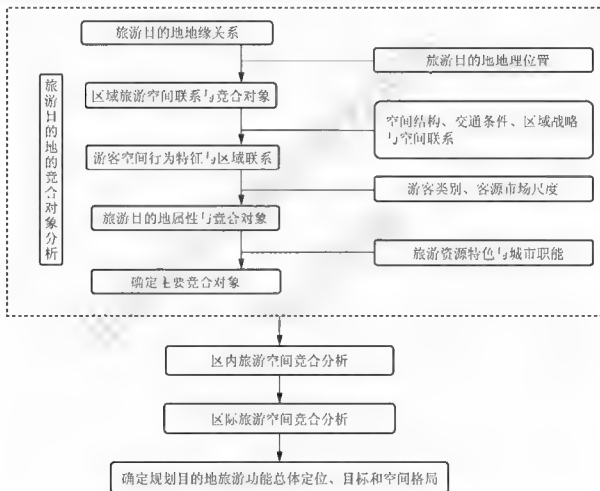 旅游目的地地缘关系
旅游目的地地理位置
区域旅游空间联系与竞合对象
空间结构、交通条件、区域战略
与空间联系
游客空间行为特征与区域联系
游客类别、客源市场尺度
旅游目的地属性与竞合对象
旅游资源特色与城市职能
确定主要竞合对象
旅游目的地的竞合对象分析
区内旅游空间竞合分析
区际旅游空间竞合分析
确定规划目的地旅游功能总体定位、目标和空间格局